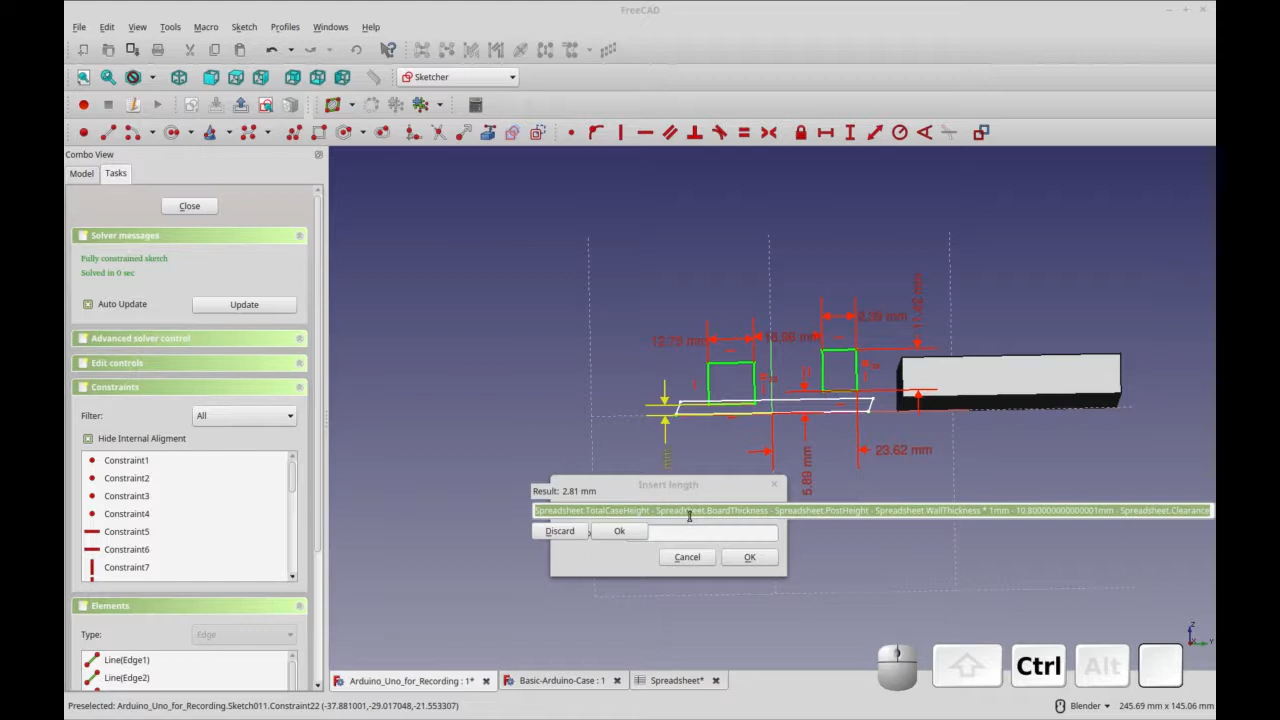 FreeCAD
File Edit View Tools Macro Sketch Profiles Windows Help
Sketcher
Combo View
Model Tasks
Close
Solver messages
Fully constrained sketch
Solved in 0 sec
Auto Update Update
Advanced solver control
Edit controls
Constraints
Filter: All
Hide Internal Aligment
Constraint1
Constraint2
Constraint3
Constraint4
Constraint5
Constraint6
Constraint7
Elements
Type: Edge
Line(Edge1)
Line(Edge2)
23.62 mm
5.89 mm
mm
Insert length
Result: 2.81 mm
Spreadsheet.TotalCaseHeight - Spreadsheet.BoardThickness - Spreadsheet.PostHeight - Spreadsheet.WallThickness * 1mm - 10.800000000000001mm - Spreadsheet.Clearance
Discard Ok
Cancel OK
Z
Y
Ctrl Alt
Arduino_Uno_for_Recording : 1* Basic-Arduino-Case : 1 Spreadsheet*
Preselected: Arduino_Uno_for_Recording.Sketch011.Constraint22 (-37.881001, -29.017048, -21.553307) Blender 245.69 mm x 145.06 mm